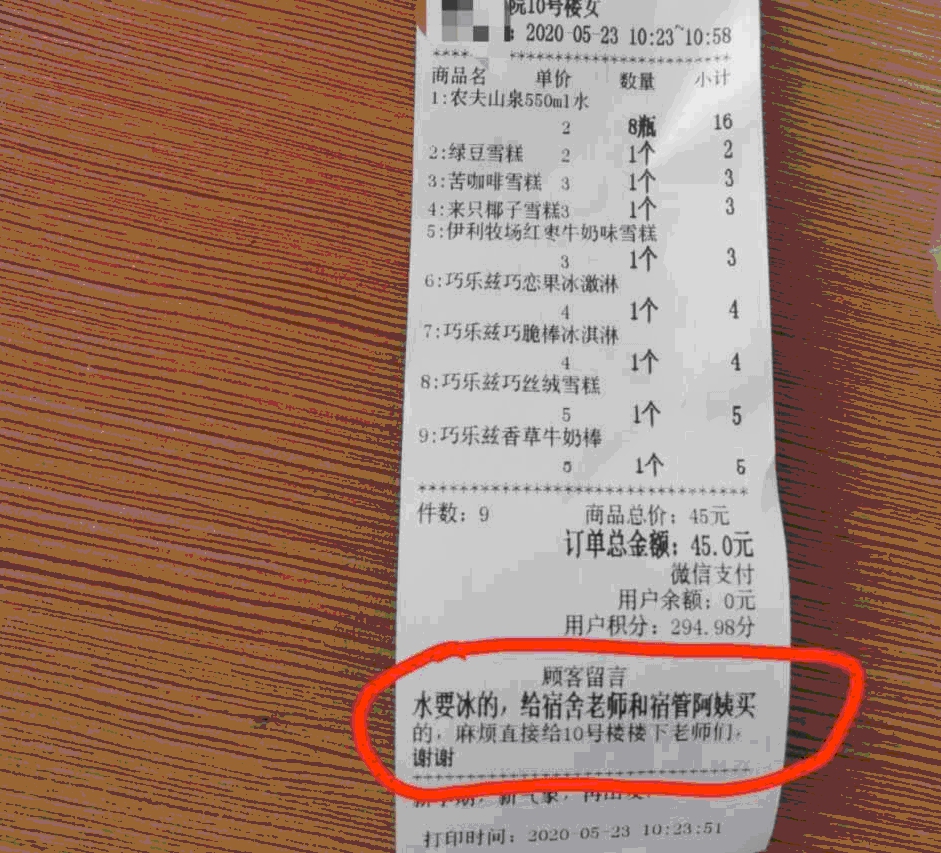 院10号楼女
: 2020-05-23 10:23~10:58
**************************
商品名 单价 数量 小计
1:农夫山泉550ml水
2 8瓶 16
2:绿豆雪糕 2 1个 2
3:苦咖啡雪糕 3 1个 3
4:来只椰子雪糕3 1个 3
5:伊利牧场红枣牛奶味雪糕
3 1个 3
6:巧乐兹巧恋果冰激淋
4 1个 4
7:巧乐兹巧脆棒冰淇淋
4 1个 4
8:巧乐兹巧丝绒雪糕
5 1个 5
9:巧乐兹香草牛奶棒
5 1个 5
********************************
件数: 9 商品总价: 45元
订单总金额: 45.0元
微信支付
用户余额: 0元
用户积分: 294.98分
顾客留言
水要冰的, 给宿舍老师和宿管阿姨买
的, 麻烦直接给10号楼楼下老师们,
谢谢
********************************
新学期, 新气象, 再出发
打印时间: 2020-05-23 10:23:51